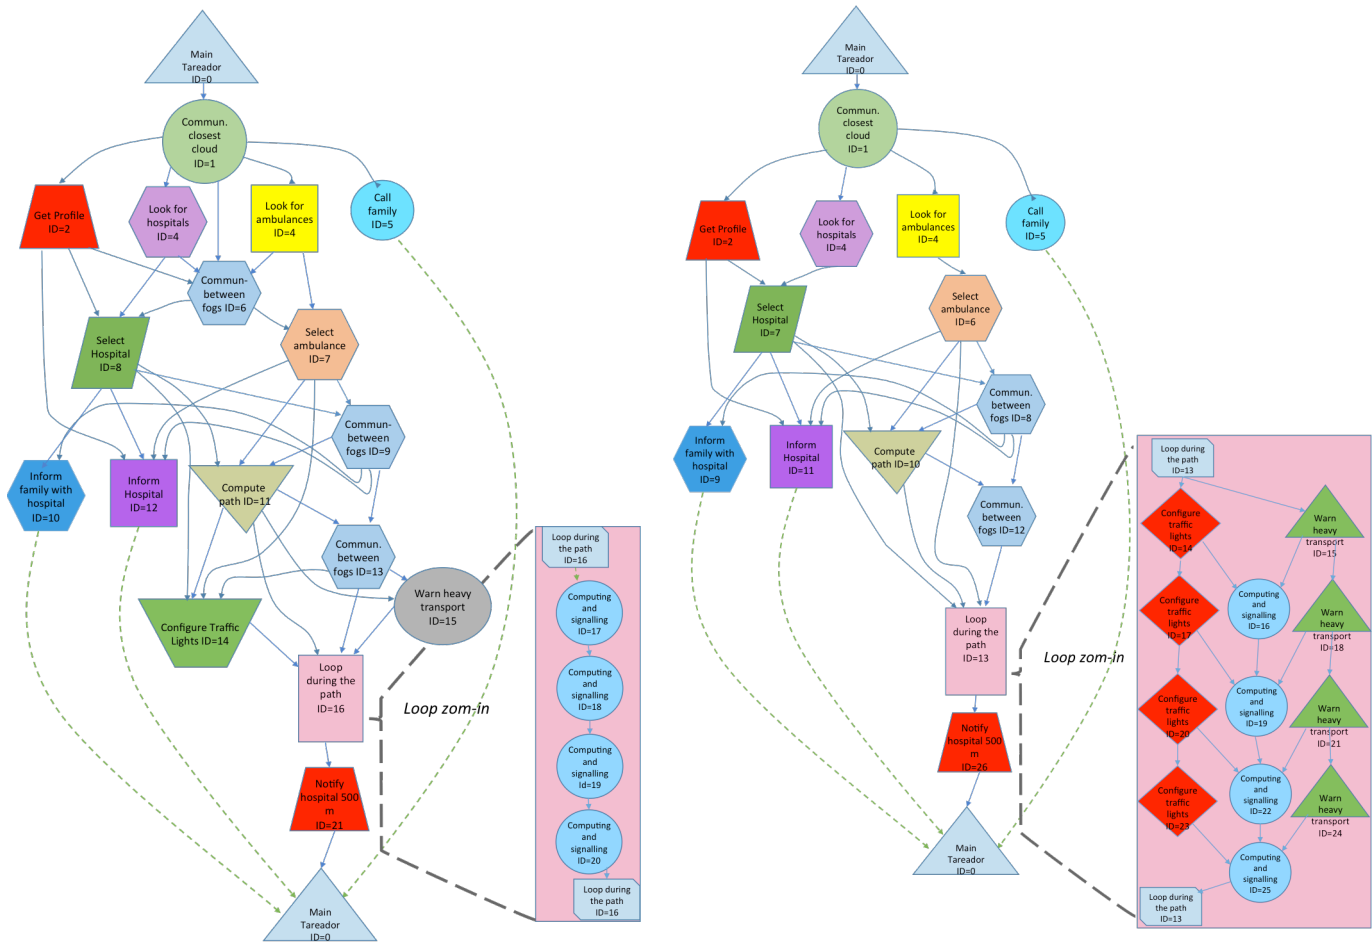 Main
Tareador
ID=0
Commun.
closest
cloud
ID=1
Get Profile
ID=2
Look for
hospitals
ID=4
Look for
ambulances
ID=4
Call
family
ID=5
Commun-
between
fogs ID=6
Select
Hospital
ID=8
Select
ambulance
ID=7
Commun-
between
fogs ID=9
Inform
family with
hospital
ID=10
Inform
Hospital
ID=12
Compute
path ID=11
Commun.
between
fogs ID=13
Warn heavy
transport
ID=15
Configure Traffic
Lights ID=14
Loop
during the
path
ID=16
Notify
hospital 500
m
ID=21
Main
Tareador
ID=0
Loop zom-in
Loop during
the path
ID=16
Computing
and
signalling
ID=17
Computing
and
signalling
ID=18
Computing
and
signalling
Id=19
Computing
and
signalling
ID=20
Loop during
the path
ID=16
Main
Tareador
ID=0
Commun.
closest
cloud
ID=1
Get Profile
ID=2
Look for
hospitals
ID=4
Look for
ambulances
ID=4
Call
family
ID=5
Select
Hospital
ID=7
Select
ambulance
ID=6
Commun.
between
fogs ID=8
Inform
family with
hospital
ID=9
Inform
Hospital
ID=11
Compute
path ID=10
Commun.
between
fogs ID=12
Loop
during the
path
ID=13
Notify
hospital 500
m
ID=26
Main
Tareador
ID=0
Loop zom-in
Loop during
the path
ID=13
Configure
traffic
lights
ID=14
Warn
heavy
transport
ID=15
Computing
and
signalling
ID=16
Configure
traffic
lights
ID=17
Warn
heavy
transport
ID=18
Computing
and
signalling
ID=19
Configure
traffic
lights
ID=20
Warn
heavy
transport
ID=21
Computing
and
signalling
ID=22
Configure
traffic
lights
ID=23
Warn
heavy
transport
ID=24
Computing
and
signalling
ID=25
Loop during
the path
ID=13